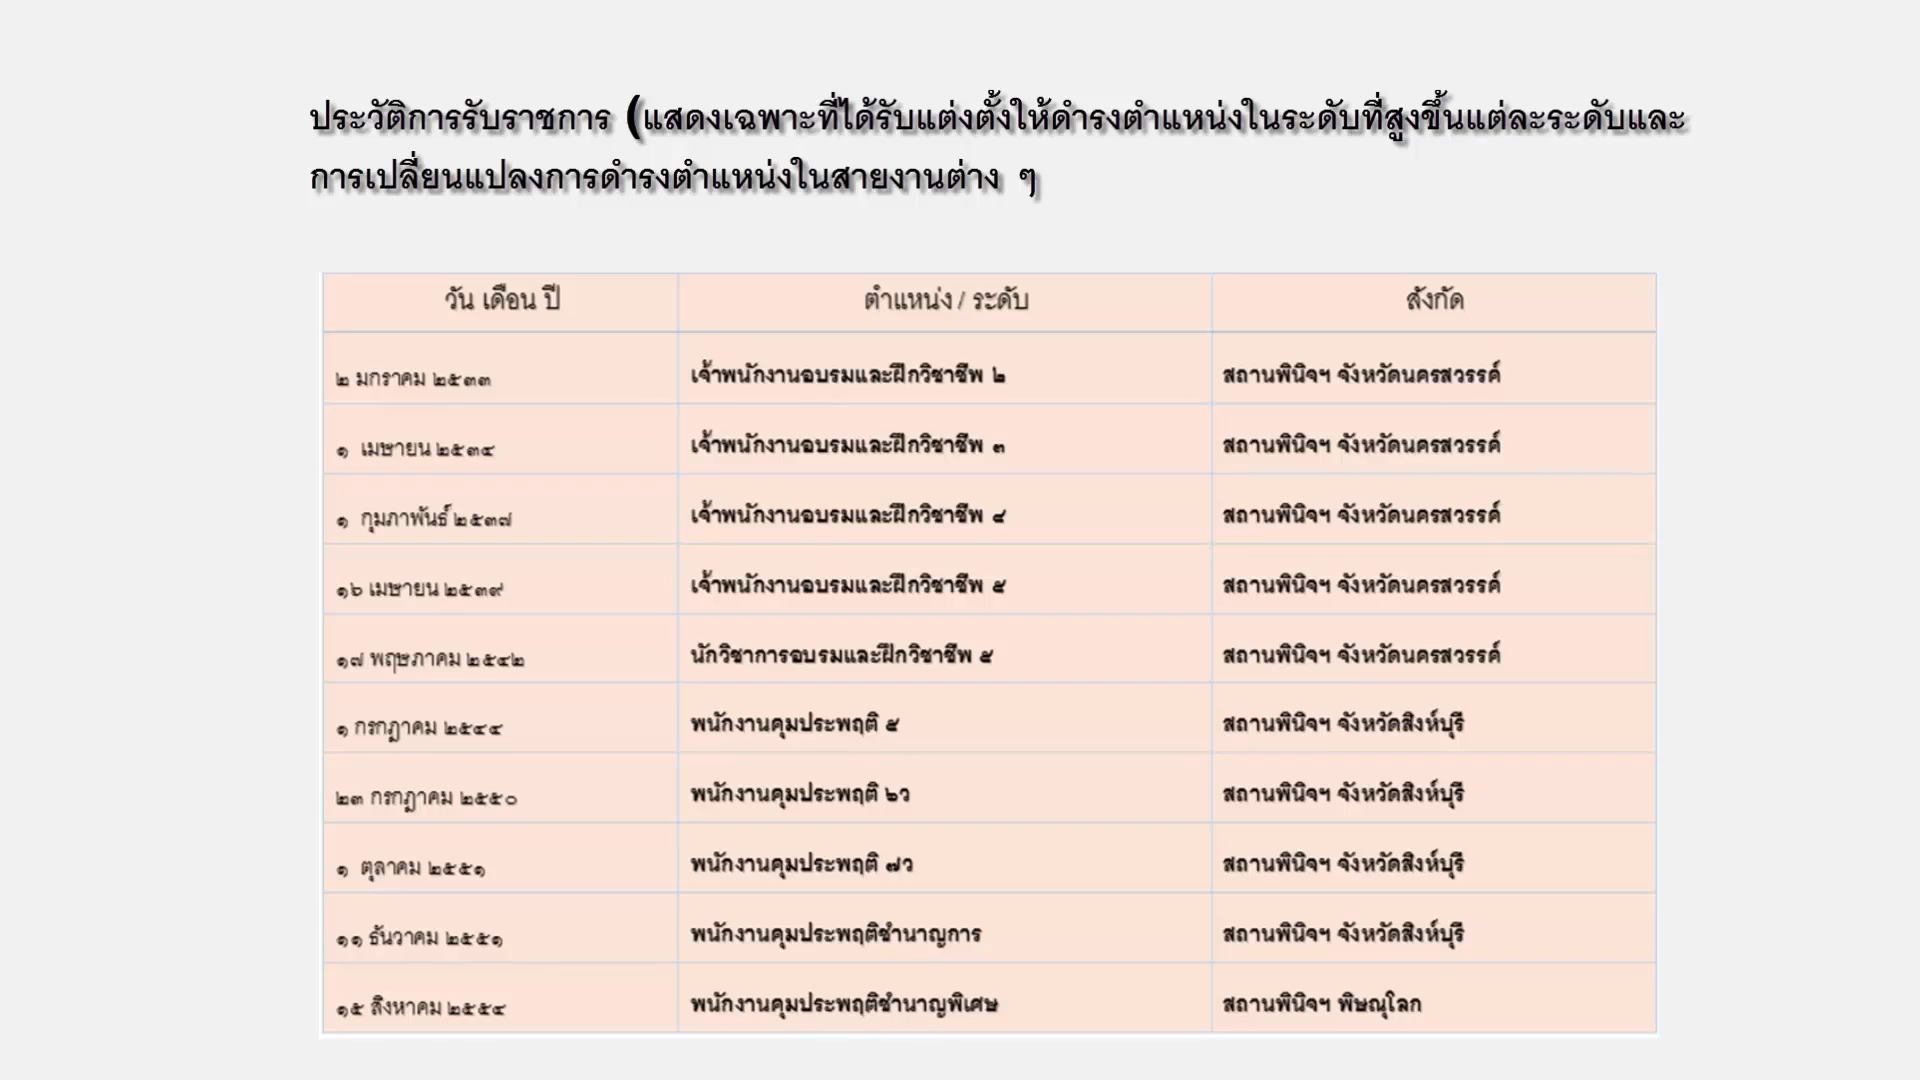 ประวัติการรับราชการ (แสดงเฉพาะที่ได้รับแต่งตั้งให้ดำรงตำแหน่งในระดับที่สูงขึ้นแต่ละระดับและ
การเปลี่ยนแปลงการดำรงตำแหน่งในสายงานต่าง ๆ
วัน เดือน ปี ตำแหน่ง / ระดับ สังกัด
๒ มกราคม ๒๕๓๓ เจ้าพนักงานอบรมและฝึกวิชาชีพ ๒ สถานพินิจฯ จังหวัดนครสวรรค์
๑ เมษายน ๒๕๓๔ เจ้าพนักงานอบรมและฝึกวิชาชีพ ๓ สถานพินิจฯ จังหวัดนครสวรรค์
๑ กุมภาพันธ์ ๒๕๓๗ เจ้าพนักงานอบรมและฝึกวิชาชีพ ๔ สถานพินิจฯ จังหวัดนครสวรรค์
๑๖ เมษายน ๒๕๓๙ เจ้าพนักงานอบรมและฝึกวิชาชีพ ๕ สถานพินิจฯ จังหวัดนครสวรรค์
๑๗ พฤษภาคม ๒๕๔๒ นักวิชาการอบรมและฝึกวิชาชีพ ๕ สถานพินิจฯ จังหวัดนครสวรรค์
๑ กรกฎาคม ๒๕๔๔ พนักงานคุมประพฤติ ๕ สถานพินิจฯ จังหวัดสิงห์บุรี
๒๓ กรกฎาคม ๒๕๕๐ พนักงานคุมประพฤติ ๖ว สถานพินิจฯ จังหวัดสิงห์บุรี
๑ ตุลาคม ๒๕๕๑ พนักงานคุมประพฤติ ๗ว สถานพินิจฯ จังหวัดสิงห์บุรี
๑๑ ธันวาคม ๒๕๕๑ พนักงานคุมประพฤติชำนาญการ สถานพินิจฯ จังหวัดสิงห์บุรี
๑๕ สิงหาคม ๒๕๕๔ พนักงานคุมประพฤติชำนาญพิเศษ สถานพินิจฯ พิษณุโลก